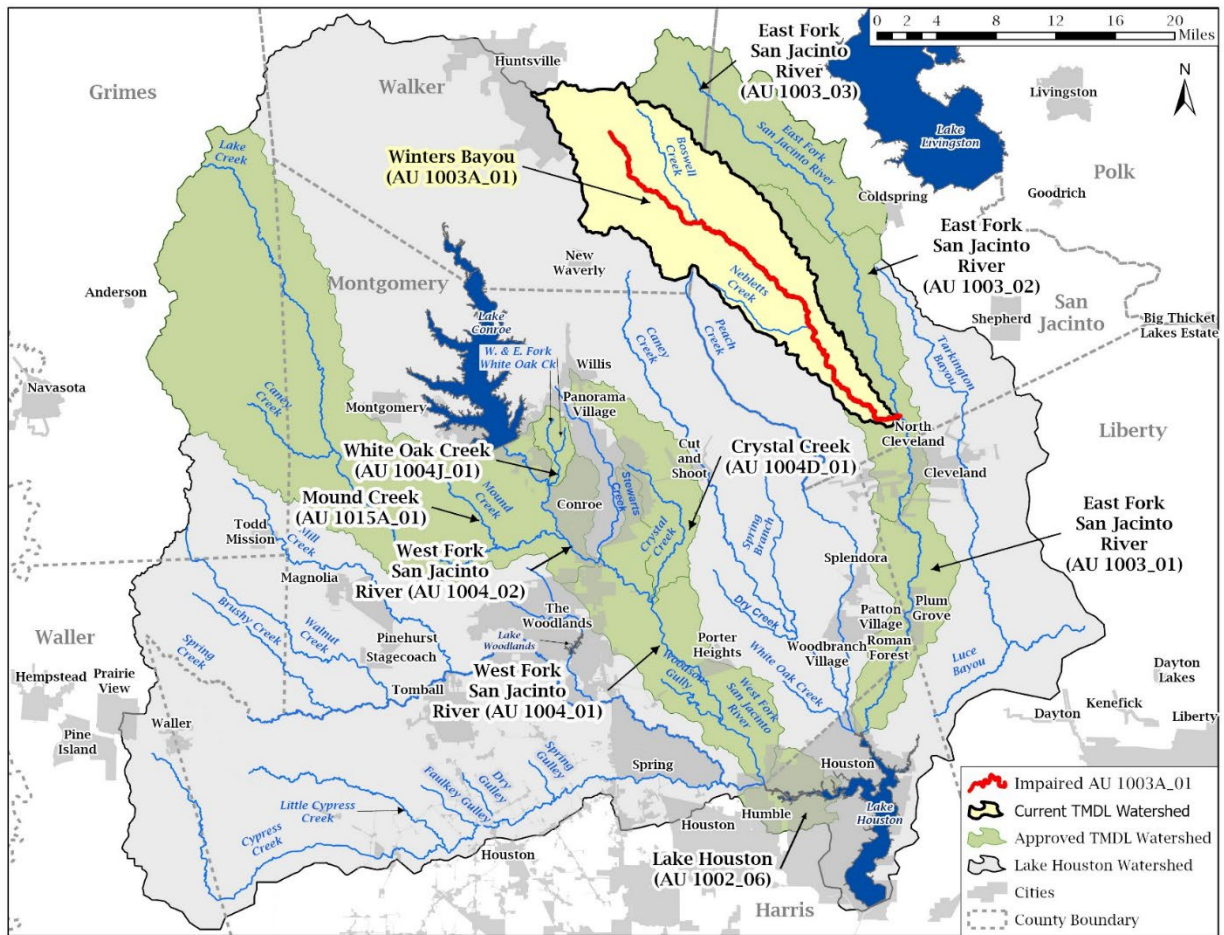 0 2 4 8 12 16 20
Miles
N
East Fork
San Jacinto
River
(AU 1003_03)
Huntsville
Grimes
Walker
Livingston
Lake
Livingston
Lake
Creek
Winters Bayou
(AU 1003A_01)
Boswell
Creek
East Fork
San Jacinto River
Polk
Goodrich
Coldspring
East Fork
San Jacinto
River
(AU 1003_02)
New
Waverly
Anderson
Montgomery
Nebletts
Creek
San
Jacinto
Shepherd
Big Thicket
Lakes Estate
Lake
Conroe
Caney
Creek
Peach
Creek
Tarkington
Bayou
W. & E. Fork
White Oak Ck
Willis
Navasota
Montgomery
Panorama
Village
Caney
Creek
North
Cleveland
Liberty
White Oak Creek
(AU 1004J_01)
Cut
and
Shoot
Crystal Creek
(AU 1004D_01)
Cleveland
Mound Creek
(AU 1015A_01)
Mound
Creek
Conroe
Stewarts
Creek
Crystal
Creek
Spring
Branch
East Fork
San Jacinto
River
(AU 1003_01)
Todd
Mission
Mill
Creek
West Fork
San Jacinto
River (AU 1004_02)
Splendora
Magnolia
Waller
Brushy Creek
Walnut
Creek
Spring
Creek
Pinehurst
Stagecoach
The
Woodlands
Lake
Woodlands
Dry Creek
Patton
Village
Plum
Grove
Roman
Forest
Porter
Heights
Woodbranch
Village
White Oak Creek
Luce
Bayou
Hempstead
Prairie
View
Tomball
West Fork
San Jacinto
River (AU 1004_01)
Woodson
Gully
West Fork
San Jacinto
River
Dayton
Lakes
Kenefick
Dayton
Liberty
Waller
Pine
Island
Spring
Gulley
Dry
Gulley
Faulkey Gulley
Spring
Houston
Little Cypress
Creek
Cypress
Creek
Houston
Houston
Humble
Lake
Houston
Lake Houston
(AU 1002_06)
Harris
Impaired AU 1003A_01
Current TMDL Watershed
Approved TMDL Watershed
Lake Houston Watershed
Cities
County Boundary